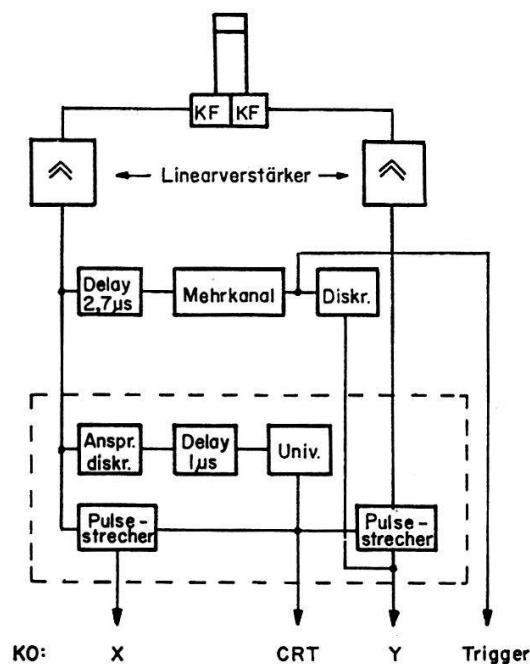 KF KF
Linearverstärker
Delay
2,7µs
Mehrkanal
Diskr.
Anspr.
diskr.
Delay
1µs
Univ.
Pulse-
strecher
Pulse-
strecher
KO: X CRT Y Trigger